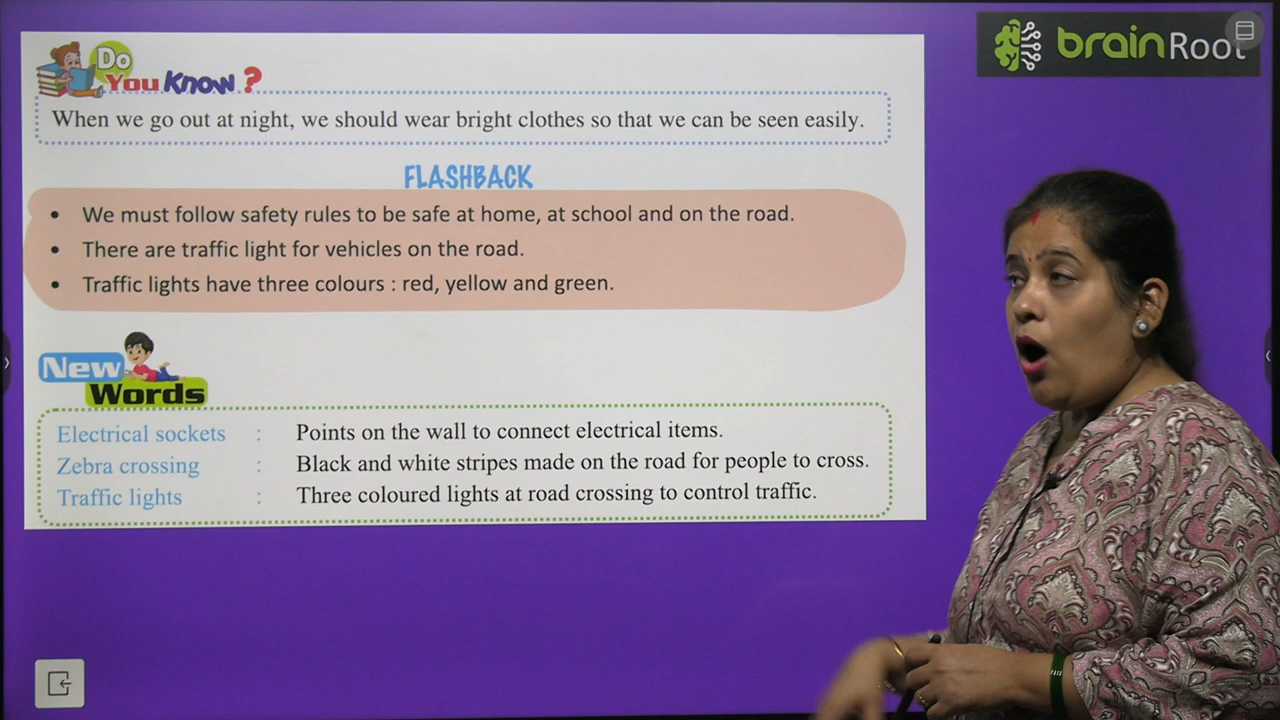 Do
You Know ?
When we go out at night, we should wear bright clothes so that we can be seen easily.
FLASHBACK
• We must follow safety rules to be safe at home, at school and on the road.
• There are traffic light for vehicles on the road.
• Traffic lights have three colours : red, yellow and green.
New
Words
Electrical sockets : Points on the wall to connect electrical items.
Zebra crossing : Black and white stripes made on the road for people to cross.
Traffic lights : Three coloured lights at road crossing to control traffic.
brainRoot